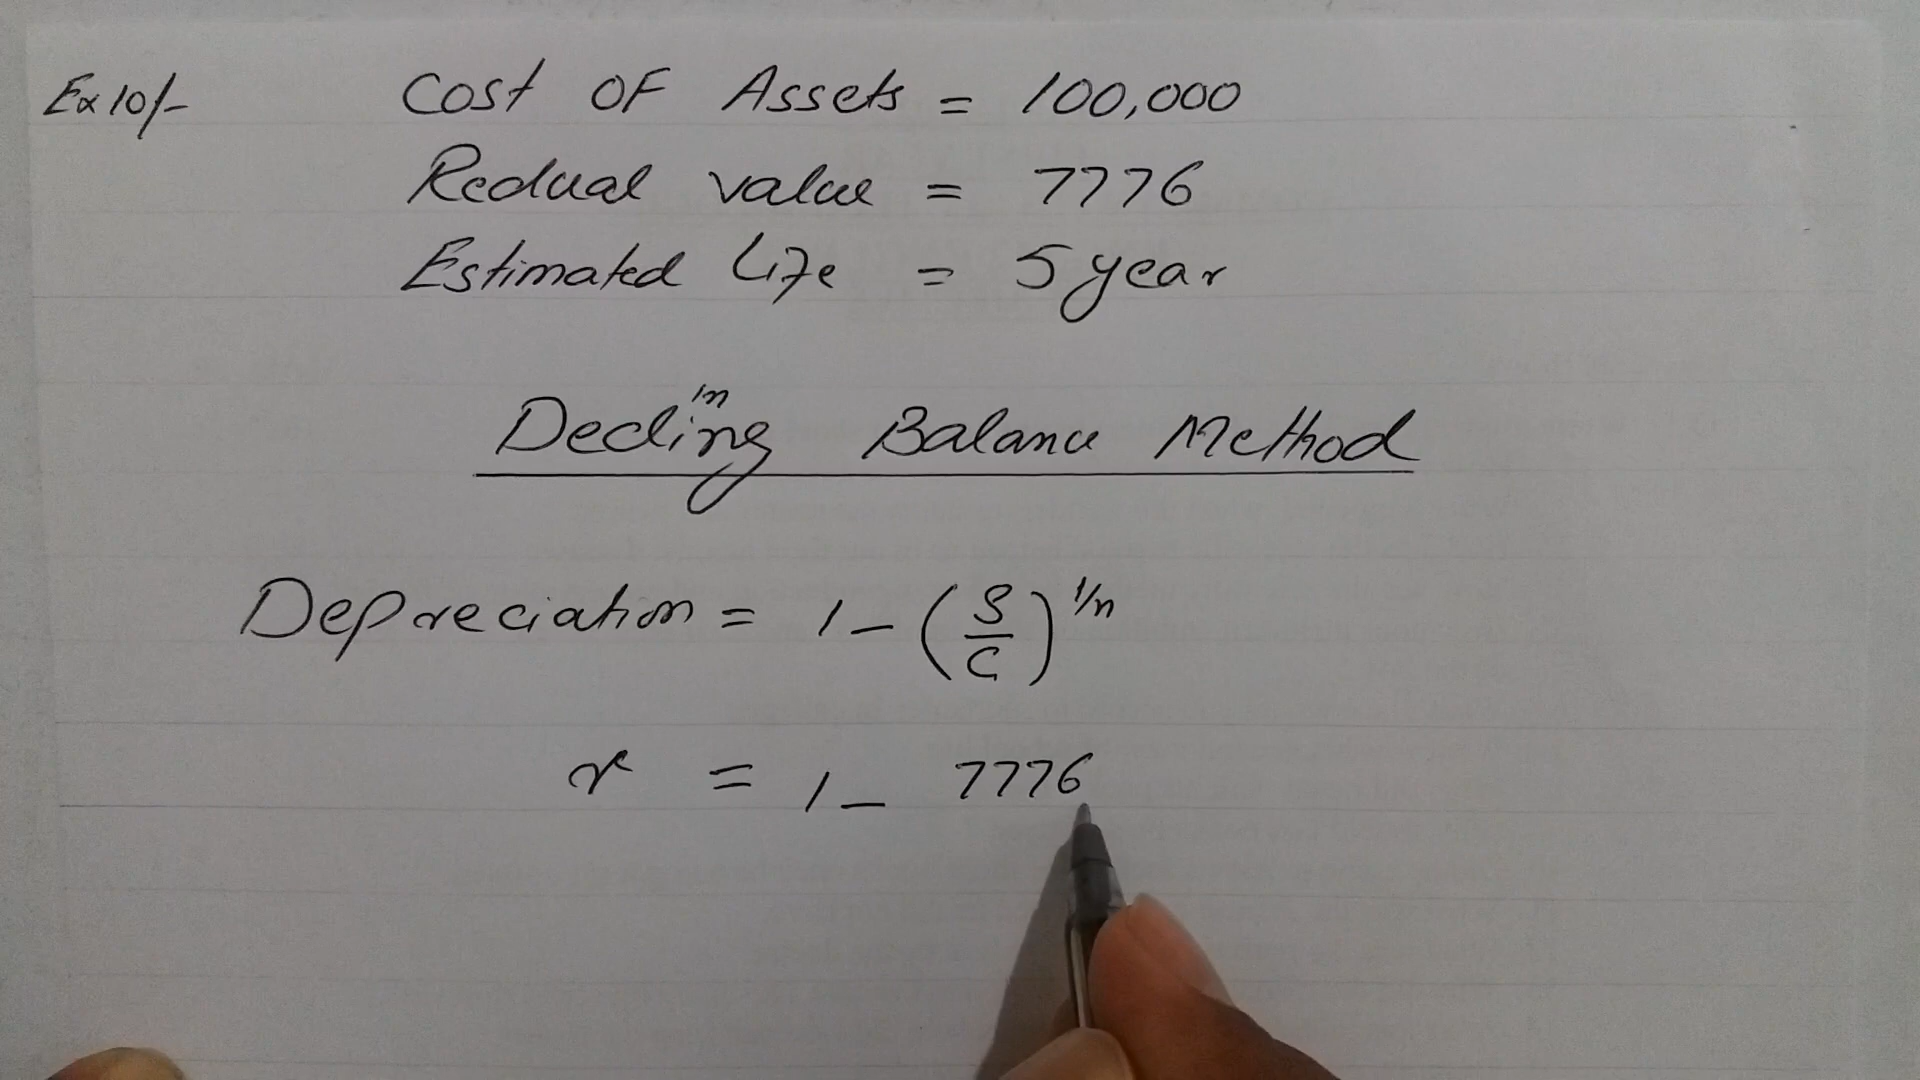 Ex 10/-
Cost OF Assets = 100,000
Redual value = 7776
Estimated Life = 5 year
in
Decling Balance Method
Depreciation = 1 - (S/C)^1/n
r = 1 - 7776